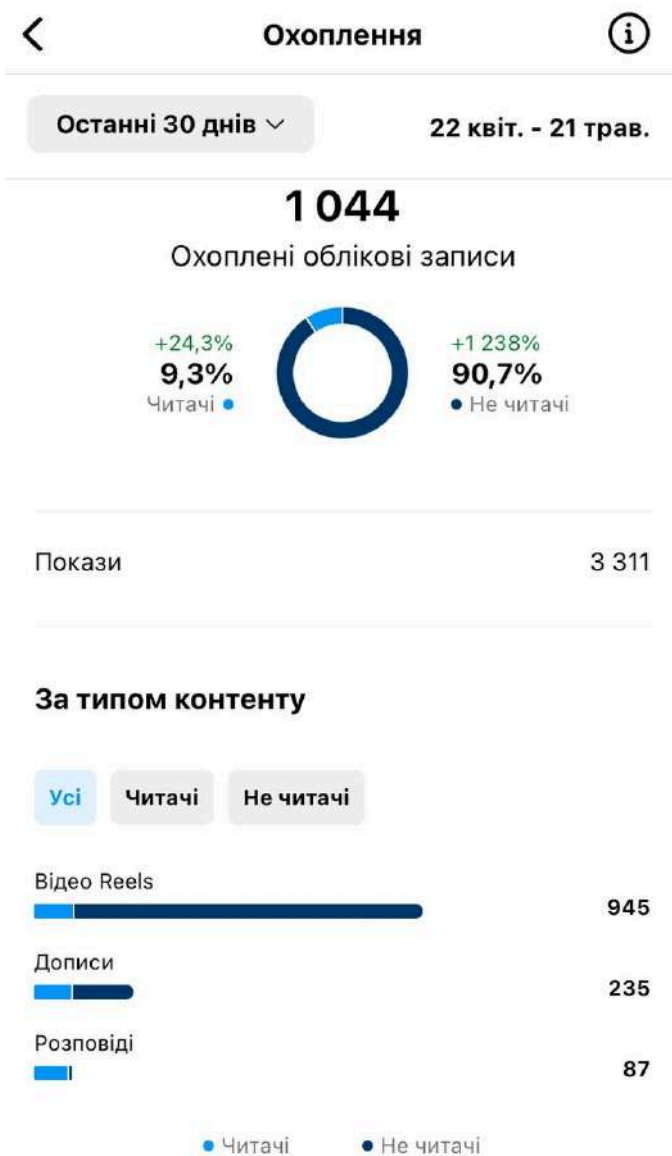 Охоплення
Останні 30 днів
22 квіт. - 21 трав.
1 044
Охоплені облікові записи
+24,3%
9,3%
Читачі
+1 238%
90,7%
Не читачі
Покази 3 311
За типом контенту
Усі Читачі Не читачі
Відео Reels
945
Дописи
235
Розповіді
87
Читачі Не читачі